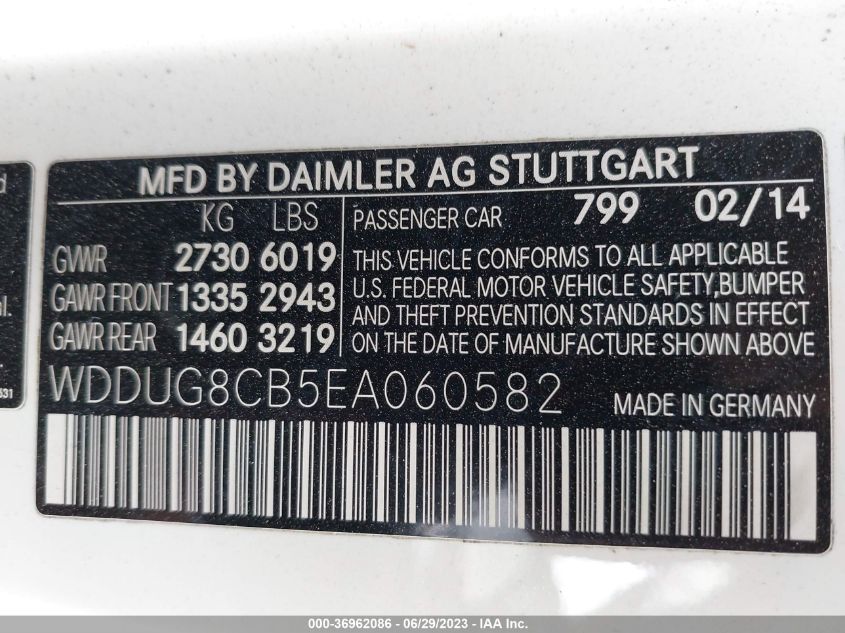 MFD BY DAIMLER AG STUTTGART
KG LBS
GVWR 2730 6019
GAWR FRONT 1335 2943
GAWR REAR 1460 3219
PASSENGER CAR 799 02/14
THIS VEHICLE CONFORMS TO ALL APPLICABLE
U.S. FEDERAL MOTOR VEHICLE SAFETY,BUMPER
AND THEFT PREVENTION STANDARDS IN EFFECT
ON THE DATE OF MANUFACTURE SHOWN ABOVE
WDDUG8CB5EA060582 MADE IN GERMANY
000-36962086 - 06/29/2023 - IAA Inc.